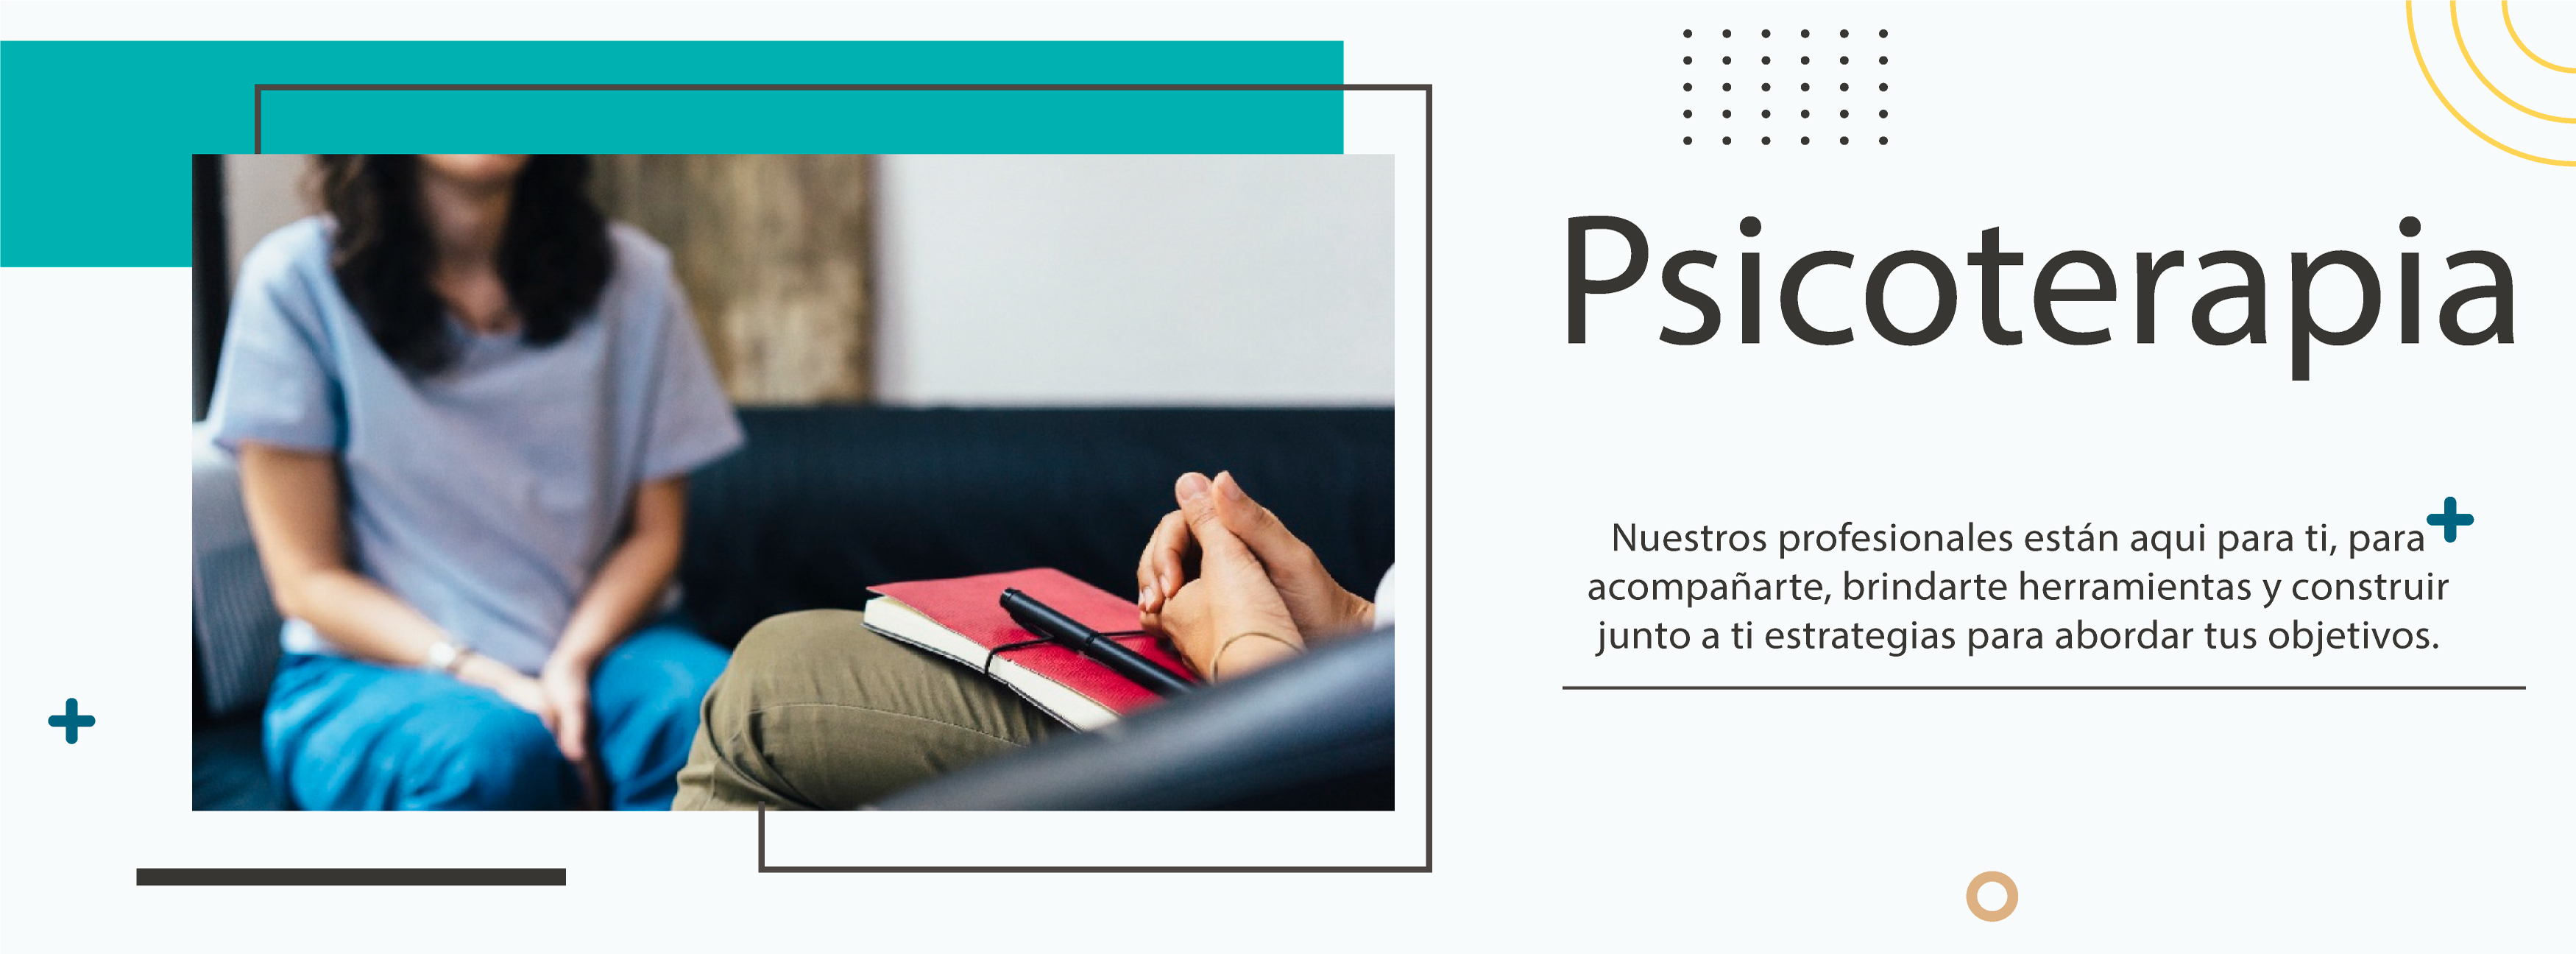 Psicoterapia
Nuestros profesionales están aqui para ti, para
acompañarte, brindarte herramientas y construir
junto a ti estrategias para abordar tus objetivos.